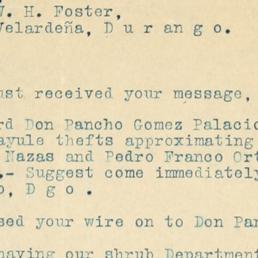 W. H. Foster,
Velardeña, D u r a n g o.
ust received your message,
rd Don Pancho Gomez Palacio
ayule thefts approximating
Nazas and Pedro Franco Ort
.- Suggest come immediately
o, D g o .
sed your wire on to Don Pan
having our shrub Department